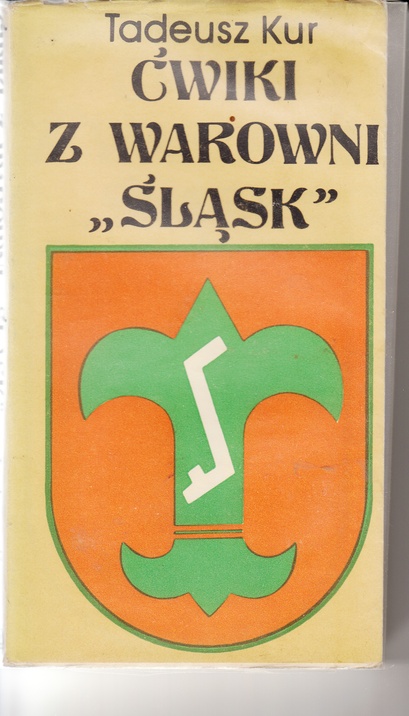 Tadeusz Kur
ĆWIKI
Z WAROWNI
„ŚLĄSK”